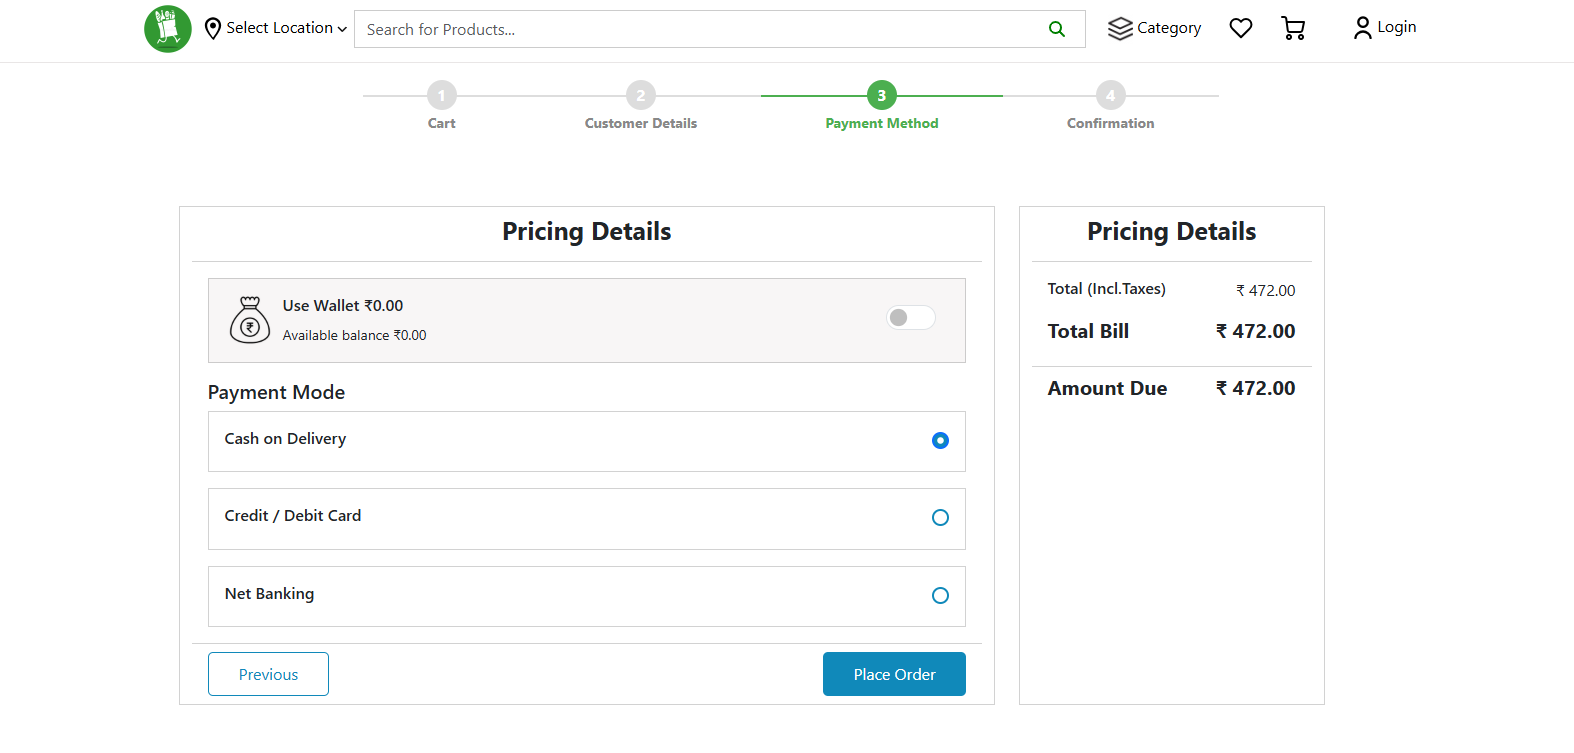 Select Location
Search for Products...
Category
Login
1
2
3
4
Cart
Customer Details
Payment Method
Confirmation
Pricing Details
Use Wallet ₹0.00
Available balance ₹0.00
Payment Mode
Cash on Delivery
Credit / Debit Card
Net Banking
Previous
Place Order
Pricing Details
Total (Incl.Taxes) ₹ 472.00
Total Bill ₹ 472.00
Amount Due ₹ 472.00